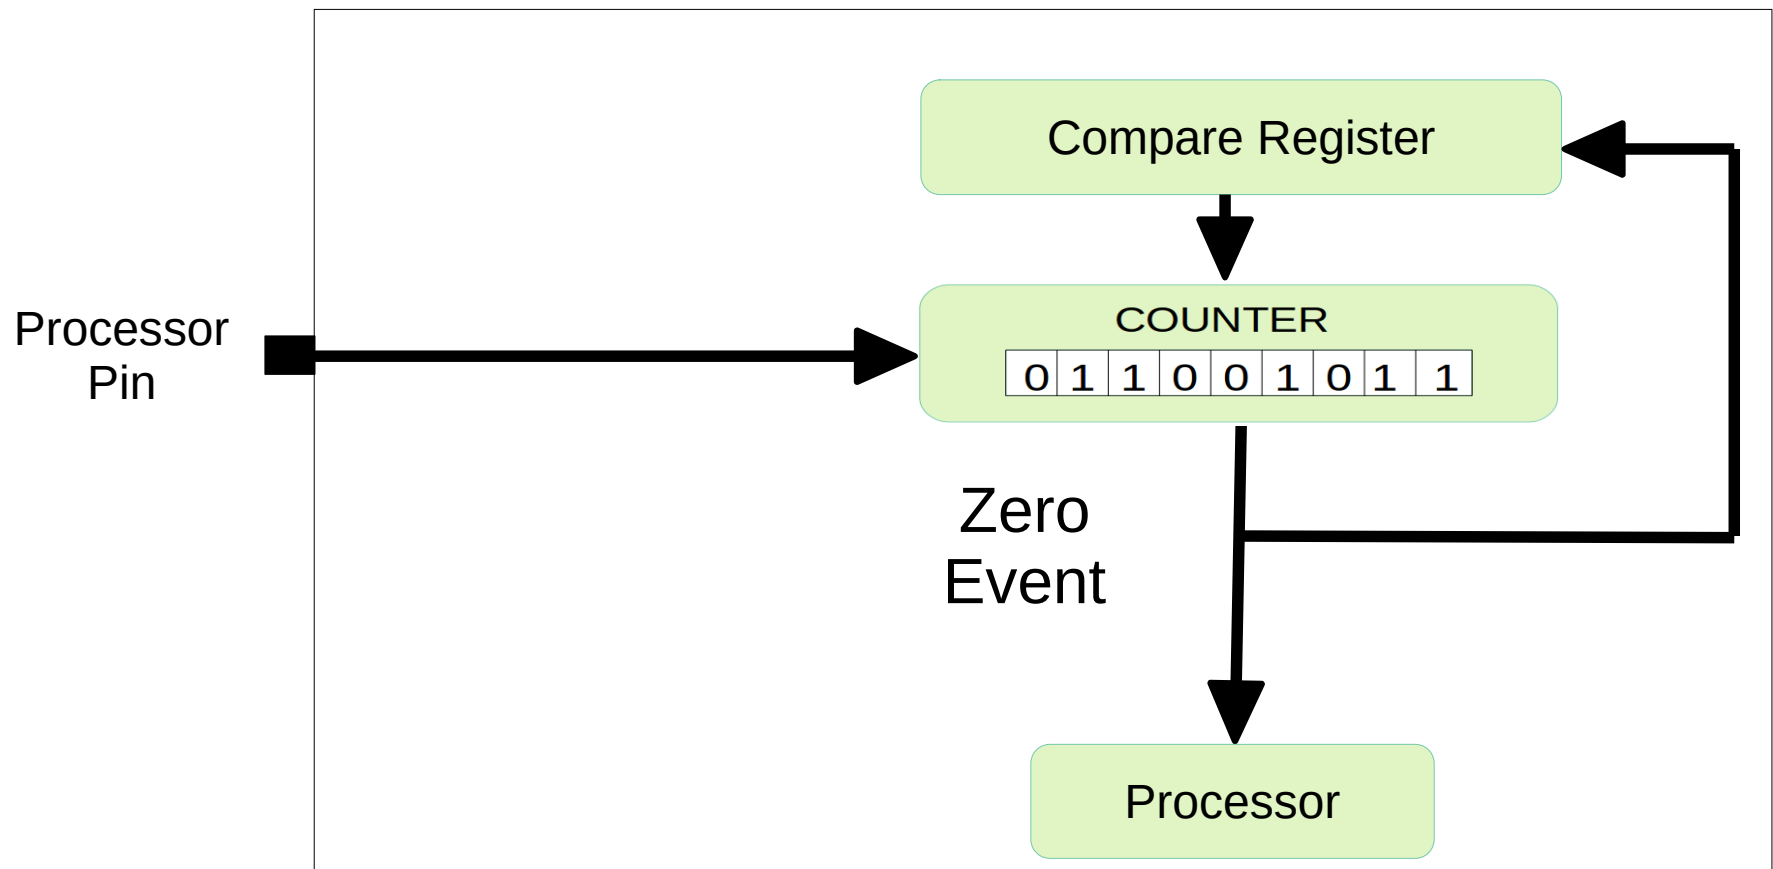 Compare Register
COUNTER
0 1 1 0 0 1 0 1 1
Processor
Pin
Zero
Event
Processor